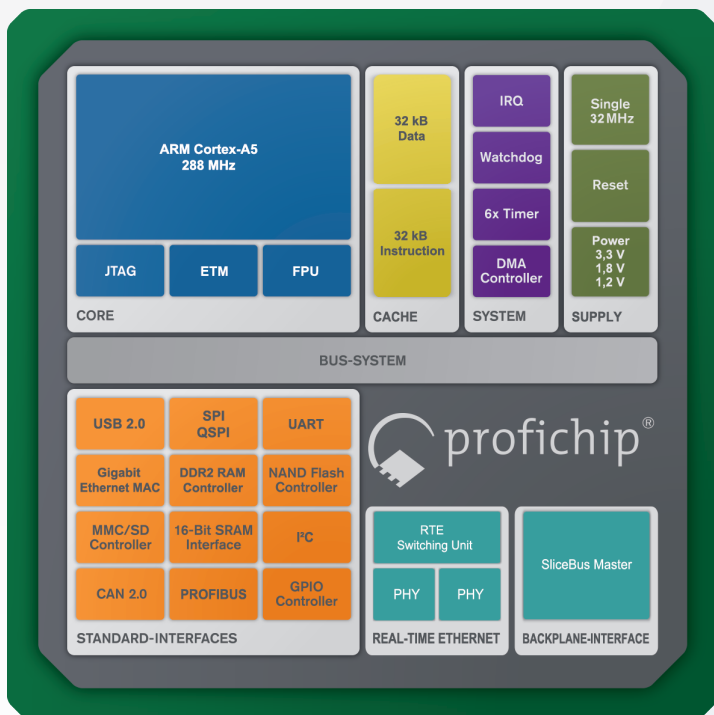 ARM Cortex-A5
288 MHz
JTAG
ETM
FPU
CORE
32 kB
Data
32 kB
Instruction
CACHE
IRQ
Watchdog
6x Timer
DMA
Controller
SYSTEM
Single
32MHz
Reset
Power
3,3 V
1,8 V
1,2 V
SUPPLY
BUS-SYSTEM
USB 2.0
SPI
QSPI
UART
Gigabit
Ethernet MAC
DDR2 RAM
Controller
NAND Flash
Controller
MMC/SD
Controller
16-Bit SRAM
Interface
I²C
CAN 2.0
PROFIBUS
GPIO
Controller
STANDARD-INTERFACES
profichip®
RTE
Switching Unit
PHY
PHY
REAL-TIME ETHERNET
SliceBus Master
BACKPLANE-INTERFACE